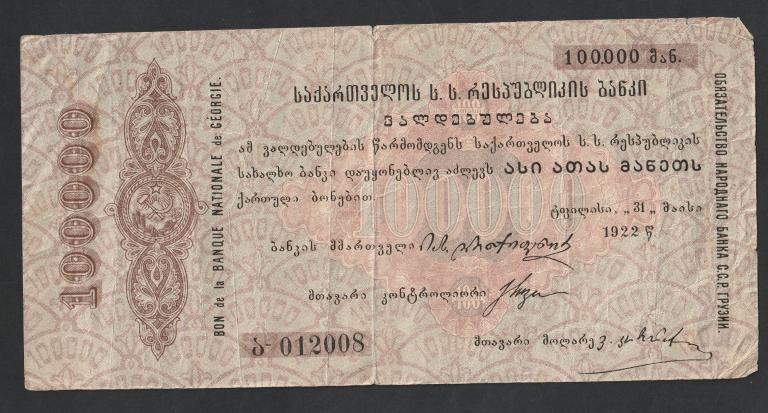 100.000 მან.
საქართველოს ს. ს. რესპუბლიკის ბანკი
ვალდებულება
ამ ვალდებულების წარმომდგენს საქართველოს ს. ს. რესპუბლიკის
სახალხო ბანკი დაუყონებლივ აძლევს ასი ათას მანეთს
ქართული ბონებით
ტფილისი, „31„ მაისი
1922 წ
ბანკის მმართველი
მთავარი კონტროლიორი
მთავარი მოლარე
ა- 012008
100000
BON de la BANQUE NATIONALE de GÉORGIE.
ОБЯЗАТЕЛЬСТВО НАРОДНАГО БАНКА С.С.Р. ГРУЗИИ.
100000